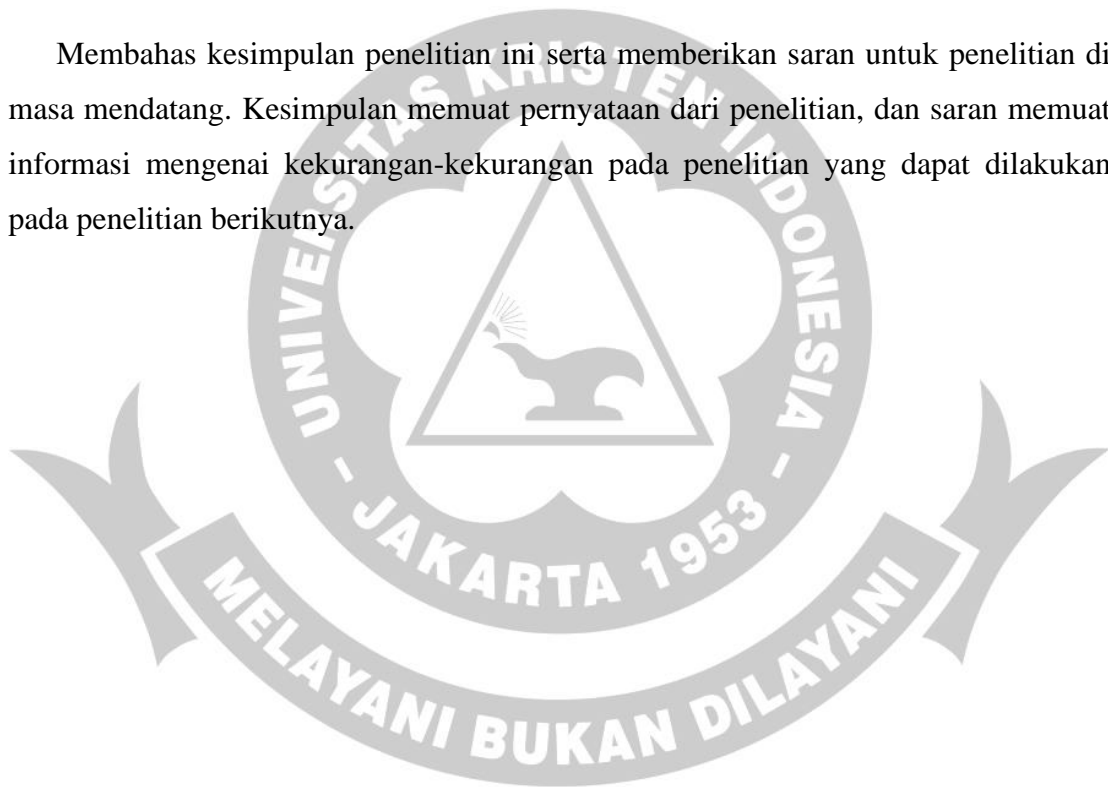 Membahas kesimpulan penelitian ini serta memberikan saran untuk penelitian di
masa mendatang. Kesimpulan memuat pernyataan dari penelitian, dan saran memuat
informasi mengenai kekurangan-kekurangan pada penelitian yang dapat dilakukan
pada penelitian berikutnya.
UNIVERSITAS KRISTEN INDONESIA
- JAKARTA 1953 -
MELAYANI BUKAN DILAYANI